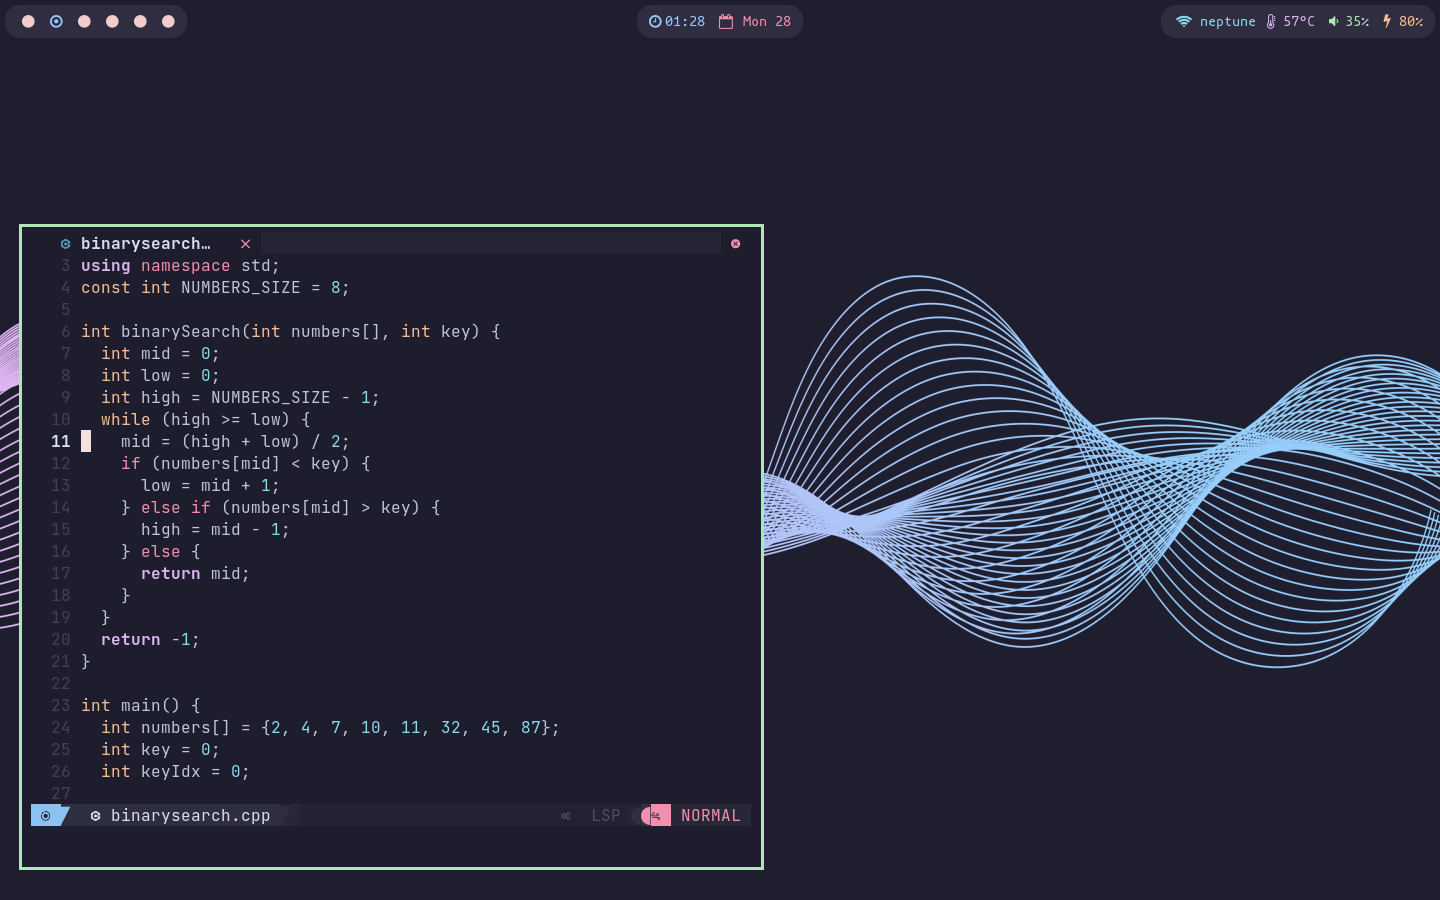 01:28 Mon 28 neptune 57°C 35% 80%
binarysearch…
3 using namespace std;
4 const int NUMBERS_SIZE = 8;
5
6 int binarySearch(int numbers[], int key) {
7   int mid = 0;
8   int low = 0;
9   int high = NUMBERS_SIZE - 1;
10   while (high >= low) {
11     mid = (high + low) / 2;
12     if (numbers[mid] < key) {
13       low = mid + 1;
14     } else if (numbers[mid] > key) {
15       high = mid - 1;
16     } else {
17       return mid;
18     }
19   }
20   return -1;
21 }
22
23 int main() {
24   int numbers[] = {2, 4, 7, 10, 11, 32, 45, 87};
25   int key = 0;
26   int keyIdx = 0;
27
binarysearch.cpp LSP NORMAL